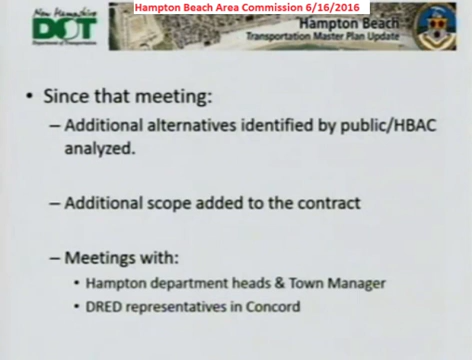 Hampton Beach Area Commission 6/16/2016
New Hampshire
DOT
Department of Transportation
Hampton Beach
Transportation Master Plan Update
• Since that meeting:
– Additional alternatives identified by public/HBAC
analyzed.
– Additional scope added to the contract
– Meetings with:
• Hampton department heads & Town Manager
• DRED representatives in Concord